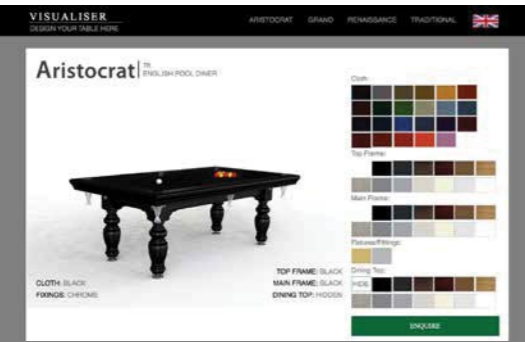 VISUALISER
DESIGN YOUR TABLE HERE
ARISTOCRAT GRAND RENAISSANCE TRADITIONAL
Aristocrat
7ft
ENGLISH POOL DINER
Cloth:
Top Frame:
Main Frame:
Fixtures/Fittings:
Dining Top:
HIDE
CLOTH: BLACK
FIXINGS: CHROME
TOP FRAME: BLACK
MAIN FRAME: BLACK
DINING TOP: HIDDEN
ENQUIRE